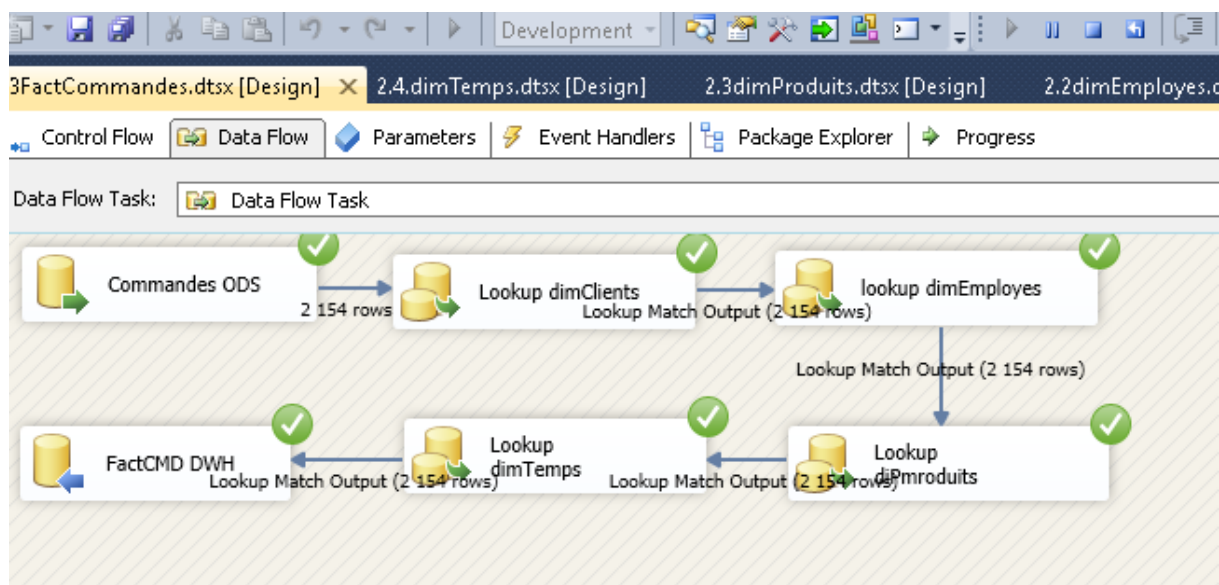 Development
3FactCommandes.dtsx [Design] 2.4.dimTemps.dtsx [Design] 2.3dimProduits.dtsx [Design] 2.2dimEmployes.
Control Flow Data Flow Parameters Event Handlers Package Explorer Progress
Data Flow Task: Data Flow Task
Commandes ODS
2 154 rows
Lookup dimClients
Lookup Match Output (2 154 rows)
lookup dimEmployes
Lookup Match Output (2 154 rows)
Lookup
diPmroduits
Lookup Match Output (2 154 rows)
Lookup
dimTemps
Lookup Match Output (2 154 rows)
FactCMD DWH